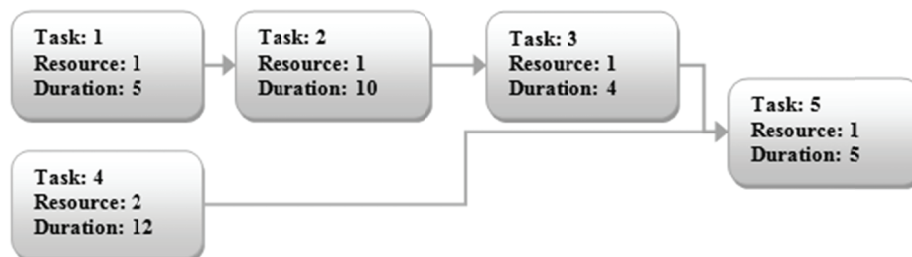 Task: 1
Resource: 1
Duration: 5
Task: 2
Resource: 1
Duration: 10
Task: 3
Resource: 1
Duration: 4
Task: 5
Resource: 1
Duration: 5
Task: 4
Resource: 2
Duration: 12